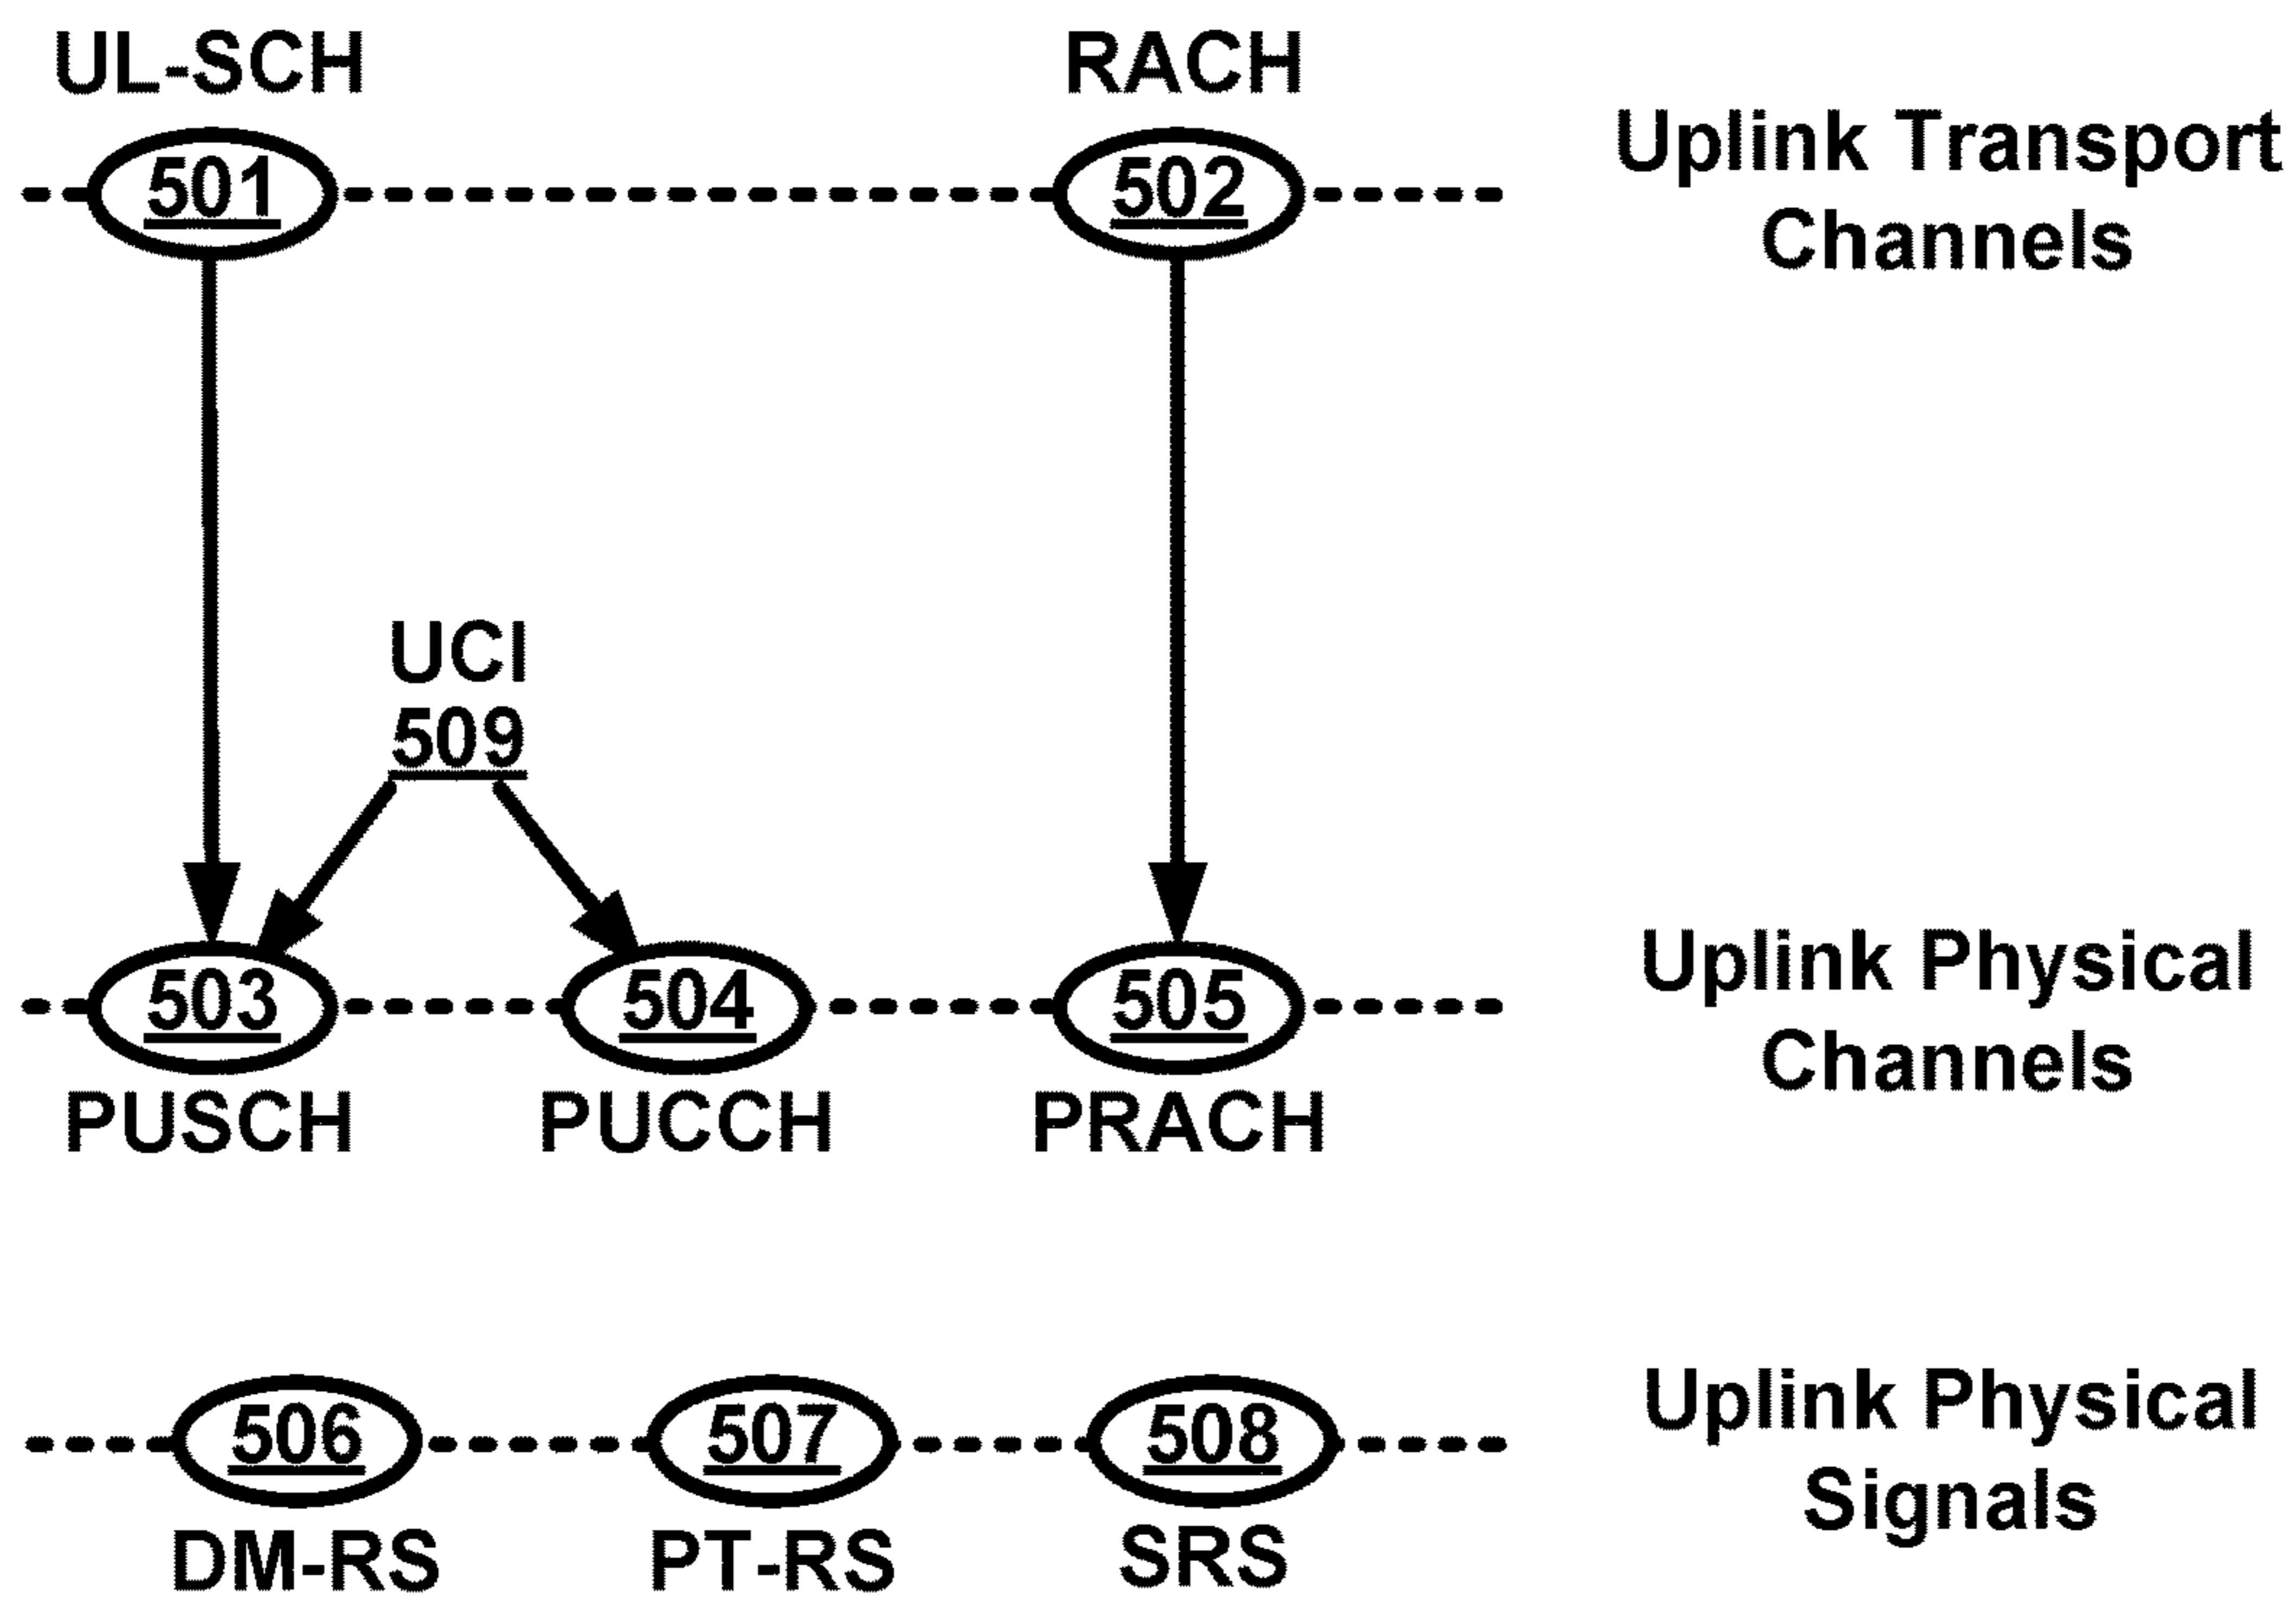 UL-SCH
RACH
501
502
Uplink Transport
Channels
UCI
509
503
504
505
Uplink Physical
Channels
PUSCH
PUCCH
PRACH
506
507
508
Uplink Physical
Signals
DM-RS
PT-RS
SRS